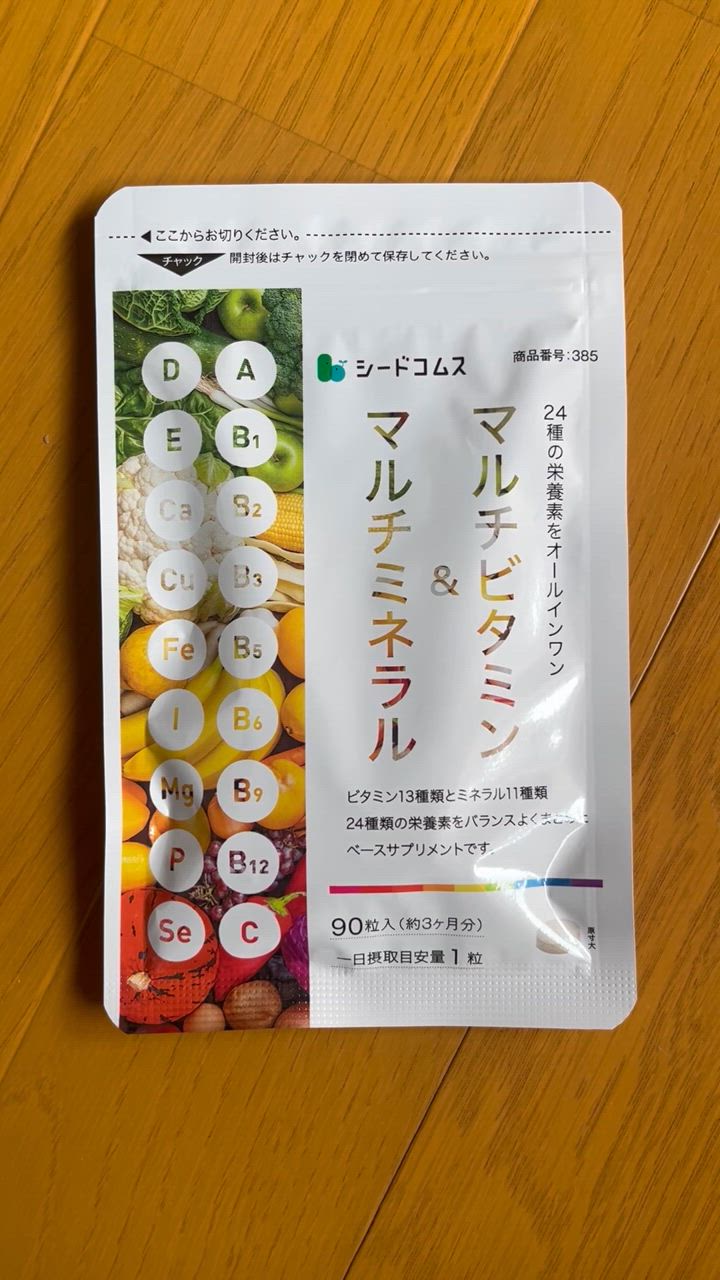 ここからお切りください。
チャック 開封後はチャックを閉めて保存してください。
シードコムス
商品番号:385
24種の栄養素をオールインワン
マルチビタミン
&
マルチミネラル
D A
E B1
Ca B2
Cu B3
Fe B5
I B6
Mg B9
P B12
Se C
ビタミン13種類とミネラル11種類
24種類の栄養素をバランスよくまとめた
ベースサプリメントです。
90粒入(約3ヶ月分)
一日摂取目安量1粒
原寸大